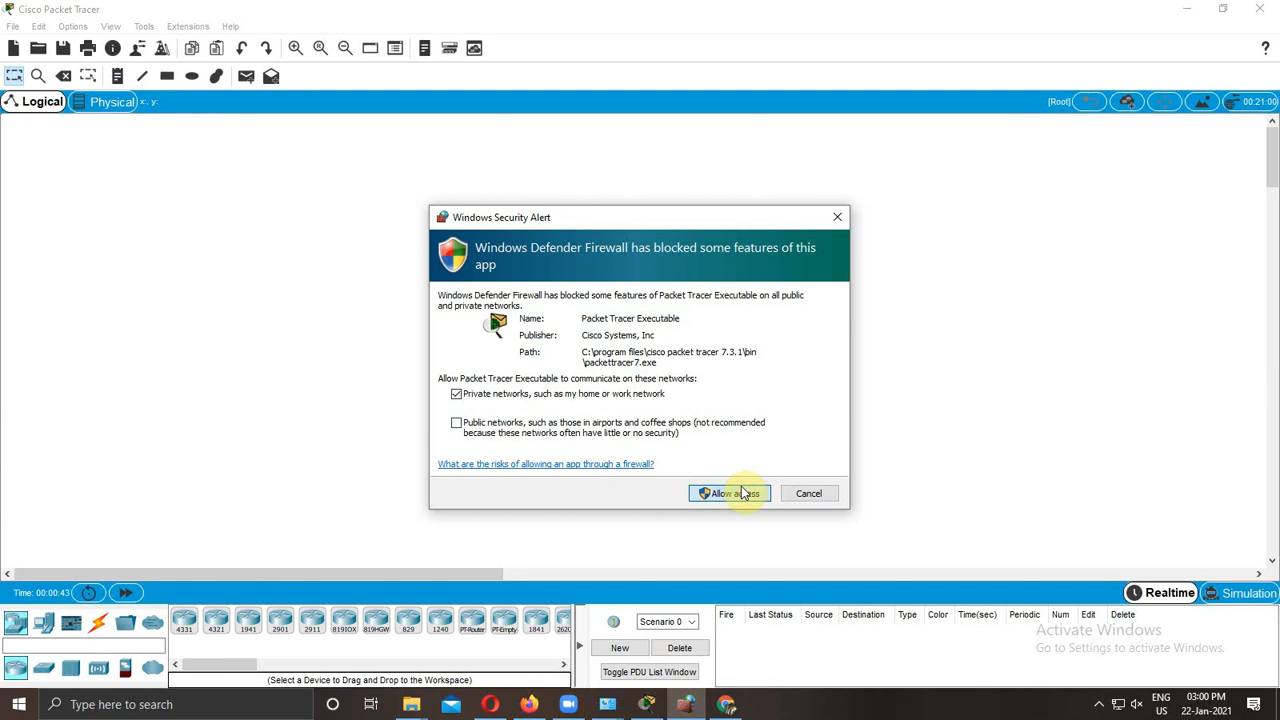 Cisco Packet Tracer
File Edit Options View Tools Extensions Help
?
Logical Physical x:, y: [Root] 00:21:00
Windows Security Alert
Windows Defender Firewall has blocked some features of this
app
Windows Defender Firewall has blocked some features of Packet Tracer Executable on all public
and private networks.
Name: Packet Tracer Executable
Publisher: Cisco Systems, Inc
Path: C:\program files\cisco packet tracer 7.3.1\bin
\packettracer7.exe
Allow Packet Tracer Executable to communicate on these networks:
Private networks, such as my home or work network
Public networks, such as those in airports and coffee shops (not recommended
because these networks often have little or no security)
What are the risks of allowing an app through a firewall?
Allow access Cancel
Time: 00:00:43 Realtime Simulation
4331 4321 1941 2901 2911 819IOX 819HGW 829 1240 PT-Router PT-Empty 1841 2620
Scenario 0
New Delete
Toggle PDU List Window
Fire Last Status Source Destination Type Color Time(sec) Periodic Num Edit Delete
(Select a Device to Drag and Drop to the Workspace)
Activate Windows
Go to Settings to activate Windows.
Type here to search
ENG
US
03:00 PM
22-Jan-2021